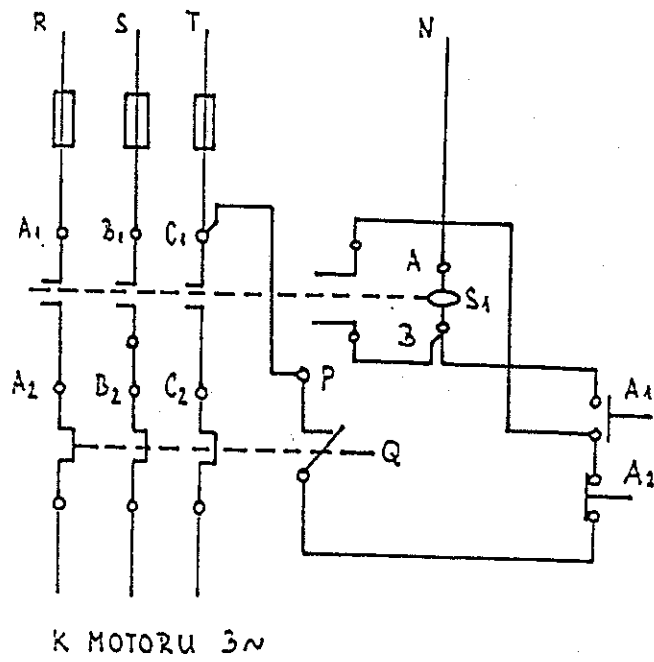 R S T N
A1 B1 C1 A
S1
B
A2 B2 C2 P A1
Q A2
K MOTORU 3~